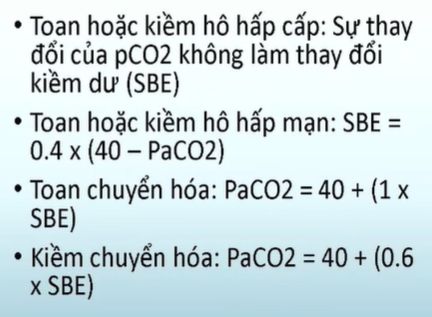 • Toan hoặc kiềm hô hấp cấp: Sự thay
đổi của pCO2 không làm thay đổi
kiềm dư (SBE)
• Toan hoặc kiềm hô hấp mạn: SBE =
0.4 x (40 – PaCO2)
• Toan chuyển hóa: PaCO2 = 40 + (1 x
SBE)
• Kiềm chuyển hóa: PaCO2 = 40 + (0.6
x SBE)